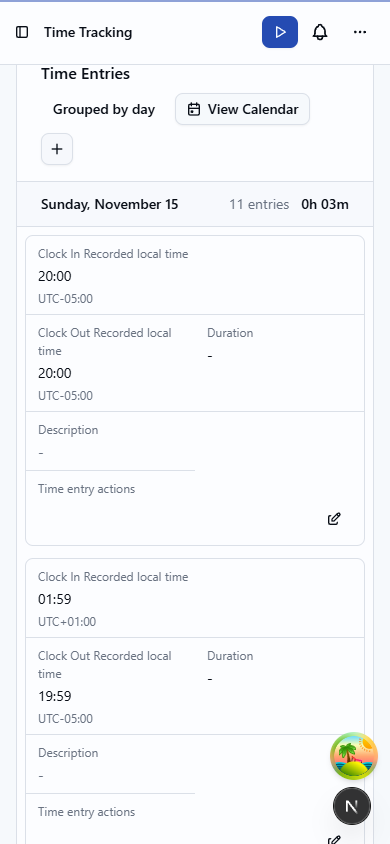 Time Tracking
Time Entries
Grouped by day
View Calendar
Sunday, November 15
11 entries
0h 03m
Clock In Recorded local time
20:00
UTC-05:00
Clock Out Recorded local
time
Duration
-
20:00
UTC-05:00
Description
-
Time entry actions
Clock In Recorded local time
01:59
UTC+01:00
Clock Out Recorded local
time
Duration
-
19:59
UTC-05:00
Description
-
Time entry actions
N